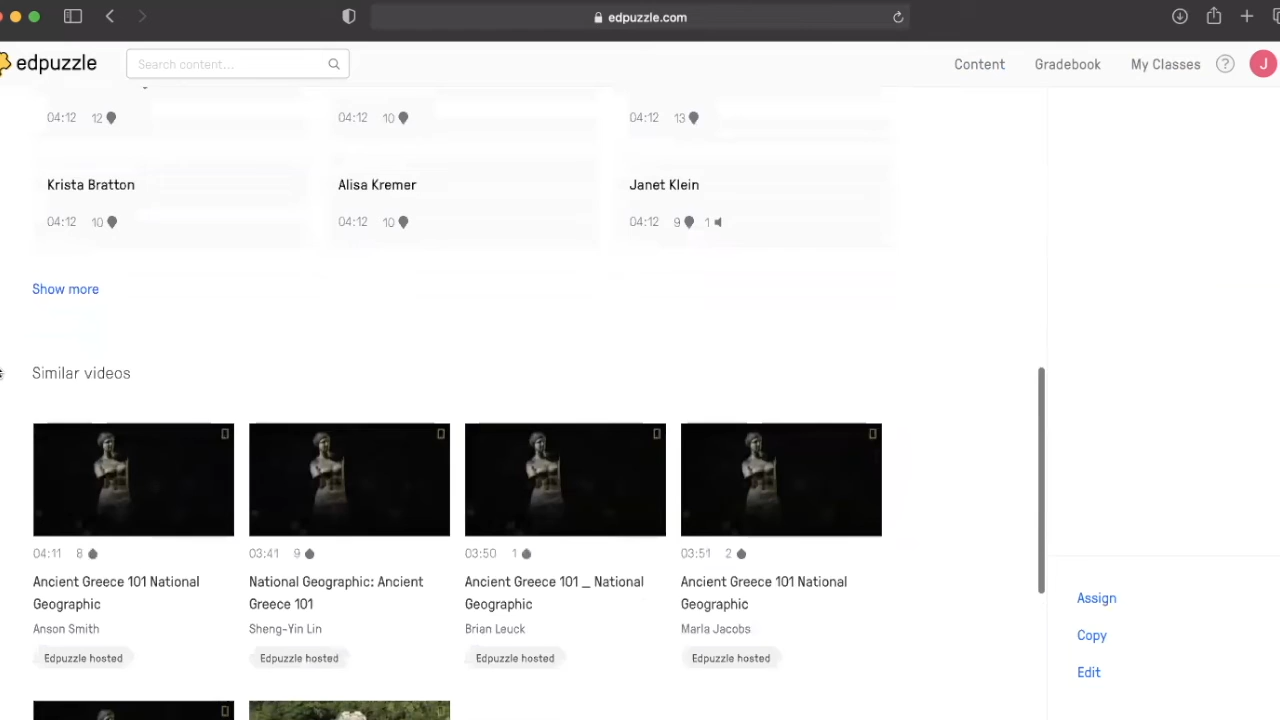 edpuzzle.com
edpuzzle
Search content...
Content
Gradebook
My Classes
?
J
04:12 12
04:12 10
04:12 13
Krista Bratton
Alisa Kremer
Janet Klein
04:12 10
04:12 10
04:12 9 1
Show more
Similar videos
04:11 8
03:41 9
03:50 1
03:51 2
Ancient Greece 101 National
Geographic
National Geographic: Ancient
Greece 101
Ancient Greece 101 _ National
Geographic
Ancient Greece 101 National
Geographic
Anson Smith
Sheng-Yin Lin
Brian Leuck
Marla Jacobs
Edpuzzle hosted
Edpuzzle hosted
Edpuzzle hosted
Edpuzzle hosted
Assign
Copy
Edit